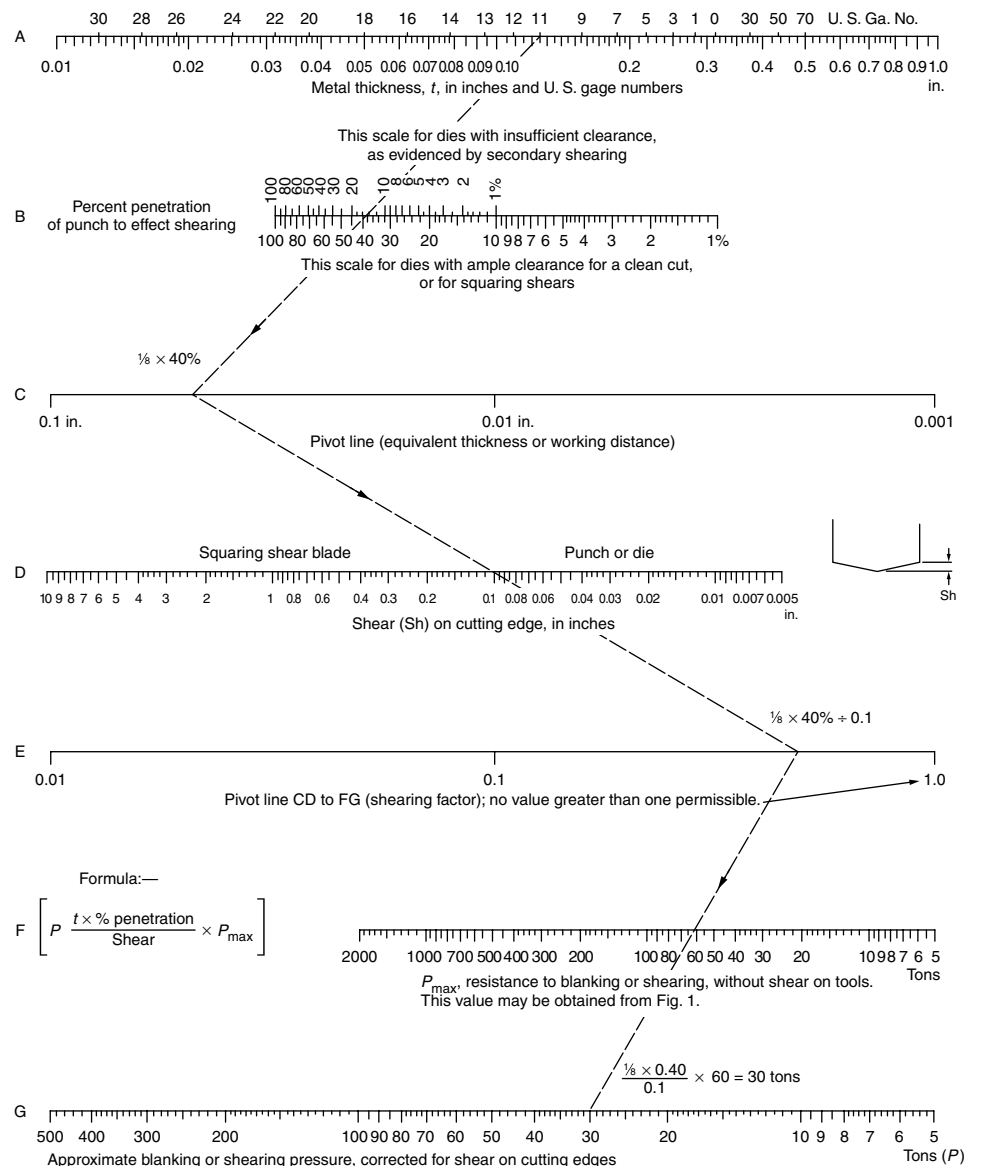 30 28 26 24 22 20 18 16 14 13 12 11 9 7 5 3 1 0 30 50 70 U. S. Ga. No.
A
0.01 0.02 0.03 0.04 0.05 0.06 0.07 0.08 0.09 0.10 0.2 0.3 0.4 0.5 0.6 0.7 0.8 0.9 1.0
Metal thickness, t, in inches and U. S. gage numbers
in.
This scale for dies with insufficient clearance,
as evidenced by secondary shearing
100 80 60 50 40 30 20 10 8 6 5 4 3 2 1%
Percent penetration
of punch to effect shearing
B
100 80 60 50 40 30 20 10 9 8 7 6 5 4 3 2 1%
This scale for dies with ample clearance for a clean cut,
or for squaring shears
⅛ × 40%
C
0.1 in. 0.01 in. 0.001
Pivot line (equivalent thickness or working distance)
Squaring shear blade Punch or die
D
10 9 8 7 6 5 4 3 2 1 0.8 0.6 0.4 0.3 0.2 0.1 0.08 0.06 0.04 0.03 0.02 0.01 0.007 0.005
in.
Sh
Shear (Sh) on cutting edge, in inches
⅛ × 40% ÷ 0.1
E
0.01 0.1 1.0
Pivot line CD to FG (shearing factor); no value greater than one permissible.
Formula:—
F [P t × % penetration / Shear × Pmax]
2000 1000 700 500 400 300 200 100 80 60 50 40 30 20 10 9 8 7 6 5
Tons
Pmax, resistance to blanking or shearing, without shear on tools.
This value may be obtained from Fig. 1.
⅛ × 0.40 / 0.1 × 60 = 30 tons
G
500 400 300 200 100 90 80 70 60 50 40 30 20 10 9 8 7 6 5
Approximate blanking or shearing pressure, corrected for shear on cutting edges
Tons (P)